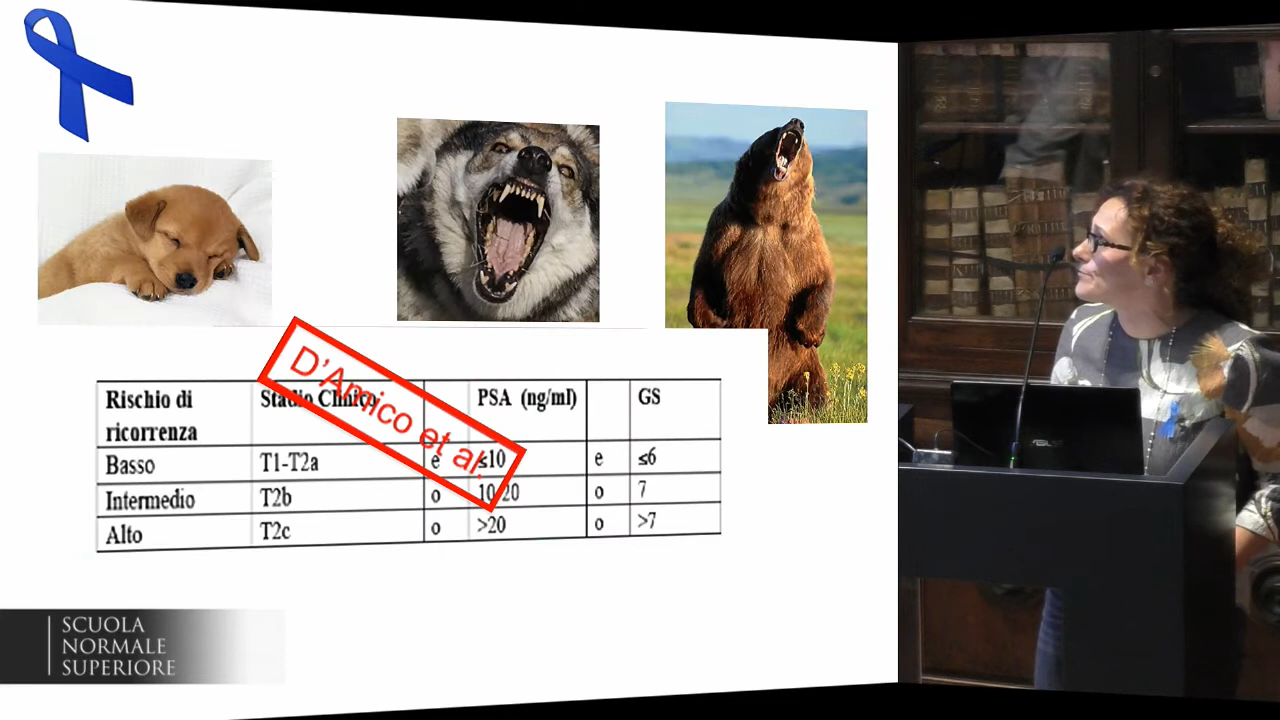 D'Amico et al.
Rischio di ricorrenza Stadio Clinico PSA (ng/ml) GS
Basso T1-T2a e ≤10 e ≤6
Intermedio T2b o 10-20 o 7
Alto T2c o >20 o >7
SCUOLA
NORMALE
SUPERIORE
ASUS